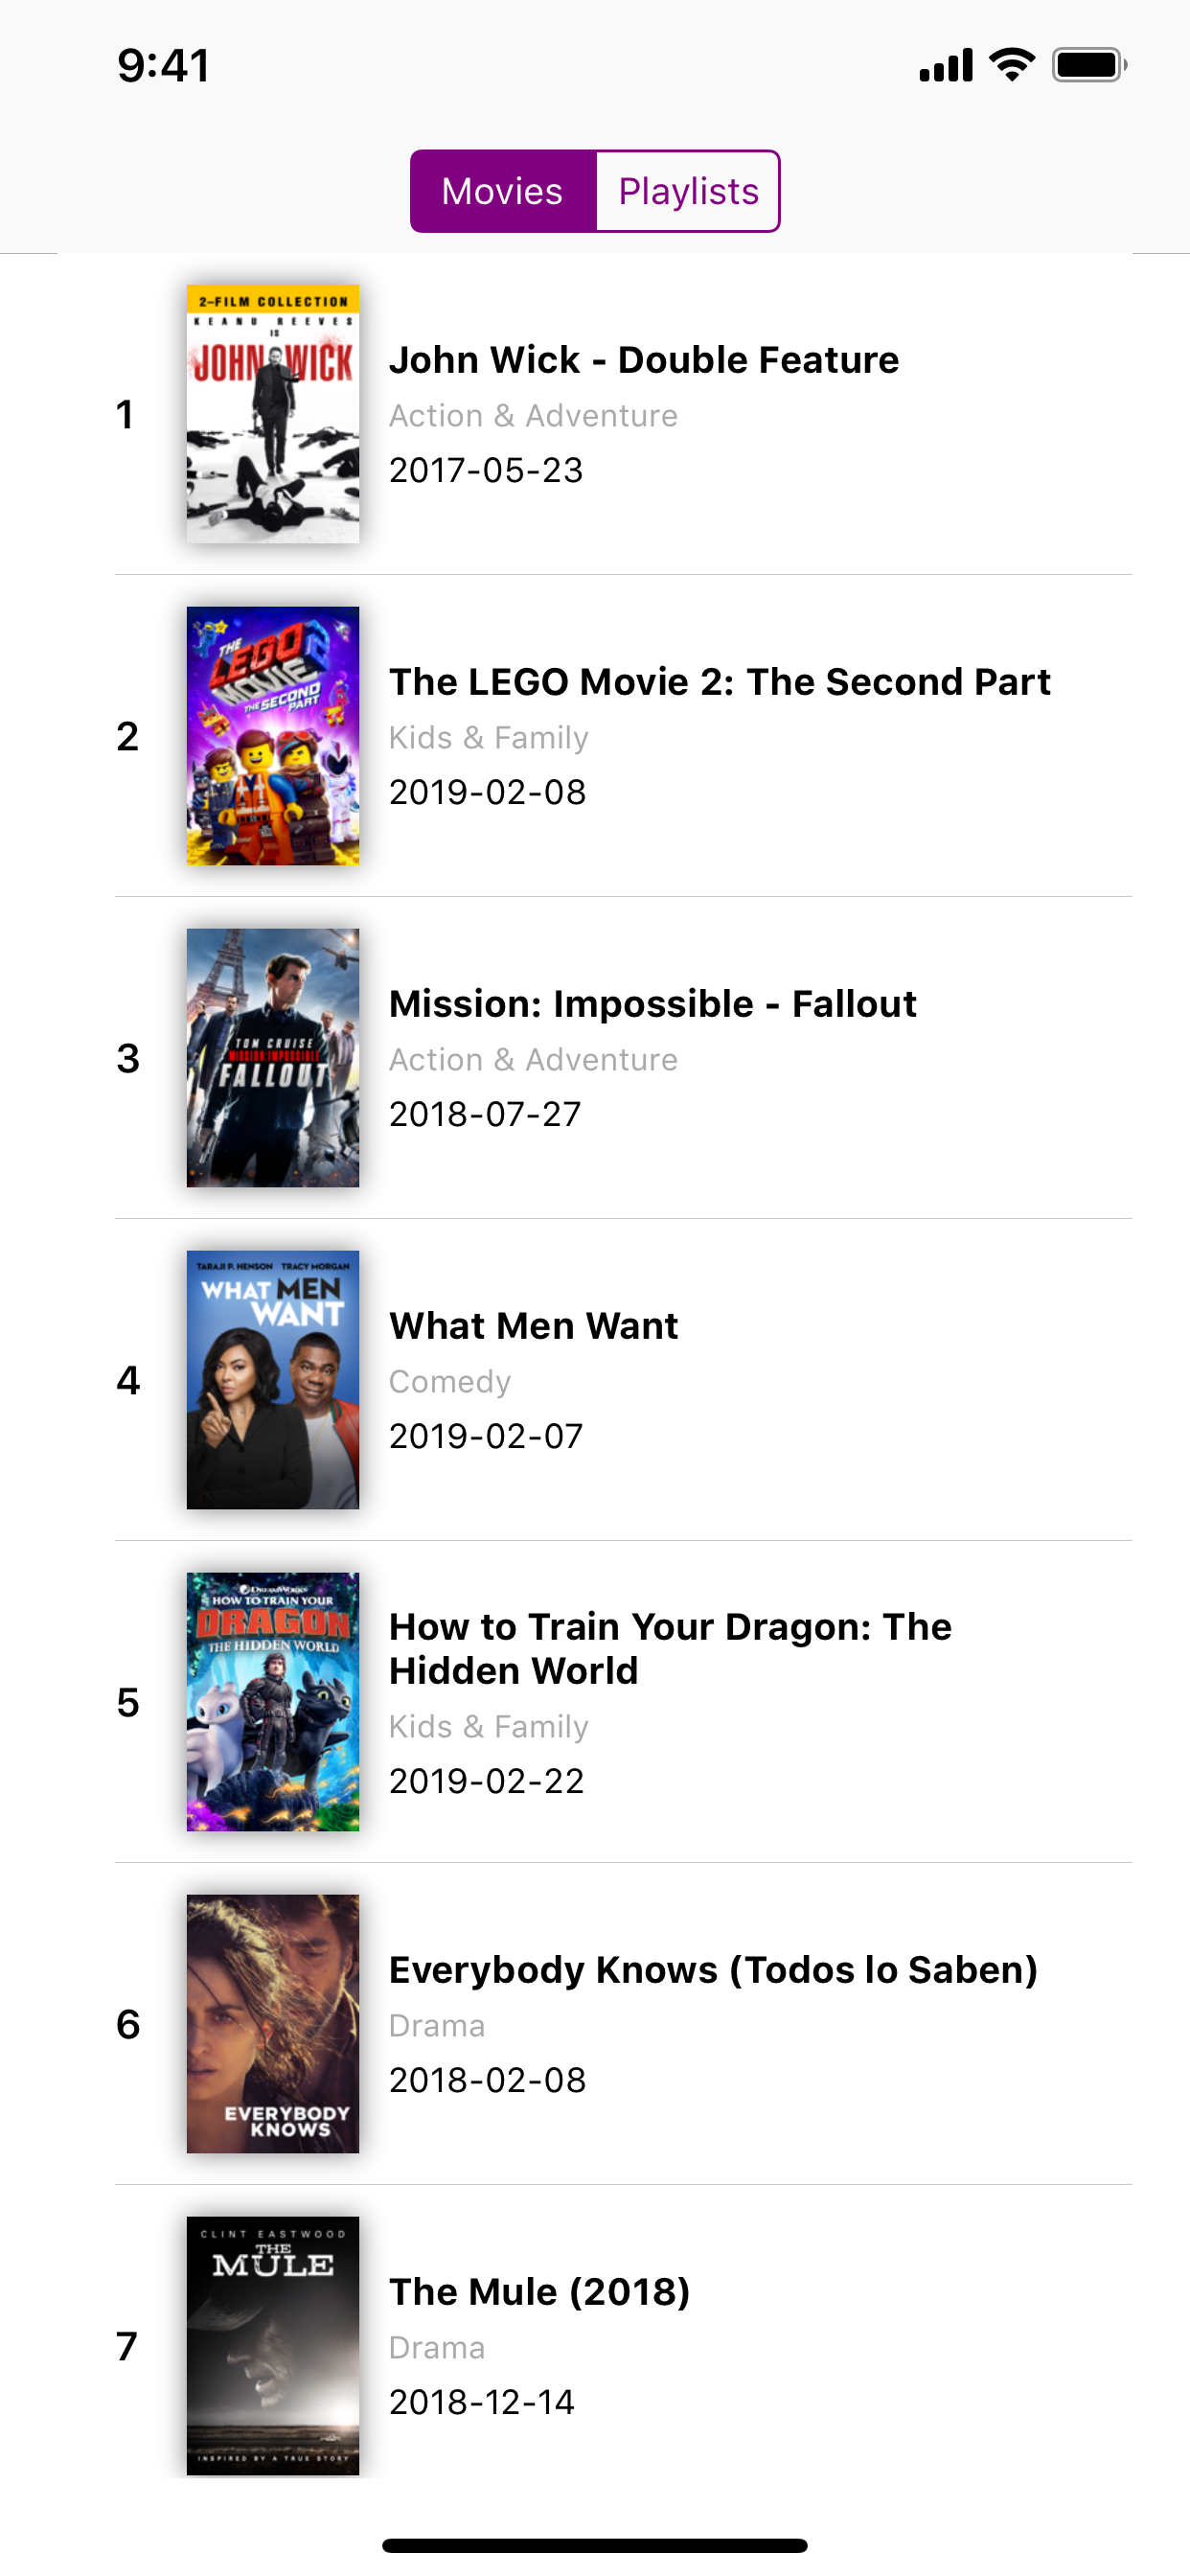 9:41
Movies
Playlists
2-FILM COLLECTION
KEANU REEVES
IS
JOHN WICK
1
John Wick - Double Feature
Action & Adventure
2017-05-23
THE
LEGO
MOVIE 2
THE SECOND
PART
2
The LEGO Movie 2: The Second Part
Kids & Family
2019-02-08
TOM CRUISE
MISSION:IMPOSSIBLE
FALLOUT
3
Mission: Impossible - Fallout
Action & Adventure
2018-07-27
TARAJI P. HENSON TRACY MORGAN
WHAT MEN
WANT
4
What Men Want
Comedy
2019-02-07
DREAMWORKS
HOW TO TRAIN YOUR
DRAGON
THE HIDDEN WORLD
5
How to Train Your Dragon: The
Hidden World
Kids & Family
2019-02-22
EVERYBODY
KNOWS
6
Everybody Knows (Todos lo Saben)
Drama
2018-02-08
CLINT EASTWOOD
THE
MULE
INSPIRED BY A TRUE STORY
7
The Mule (2018)
Drama
2018-12-14